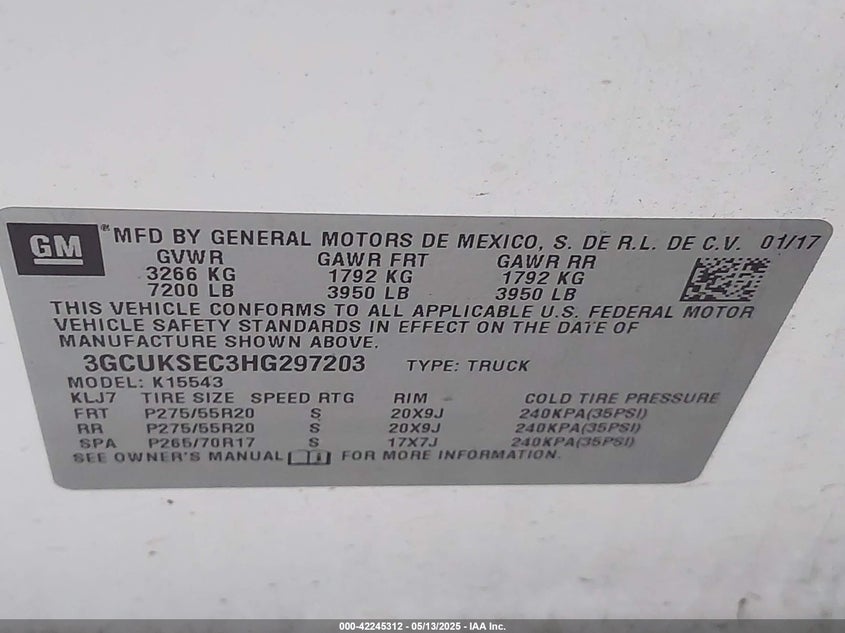 GM ® MFD BY GENERAL MOTORS DE MEXICO, S. DE R.L. DE C.V. 01/17
GVWR GAWR FRT GAWR RR
3266 KG 1792 KG 1792 KG
7200 LB 3950 LB 3950 LB
THIS VEHICLE CONFORMS TO ALL APPLICABLE U.S. FEDERAL MOTOR
VEHICLE SAFETY STANDARDS IN EFFECT ON THE DATE OF
MANUFACTURE SHOWN ABOVE.
3GCUKSEC3HG297203 TYPE: TRUCK
MODEL: K15543
KLJ7 TIRE SIZE SPEED RTG RIM COLD TIRE PRESSURE
FRT P275/55R20 S 20X9J 240KPA(35PSI)
RR P275/55R20 S 20X9J 240KPA(35PSI)
SPA P265/70R17 S 17X7J 240KPA(35PSI)
SEE OWNER'S MANUAL FOR MORE INFORMATION.
000-42245312 - 05/13/2025 - IAA Inc.